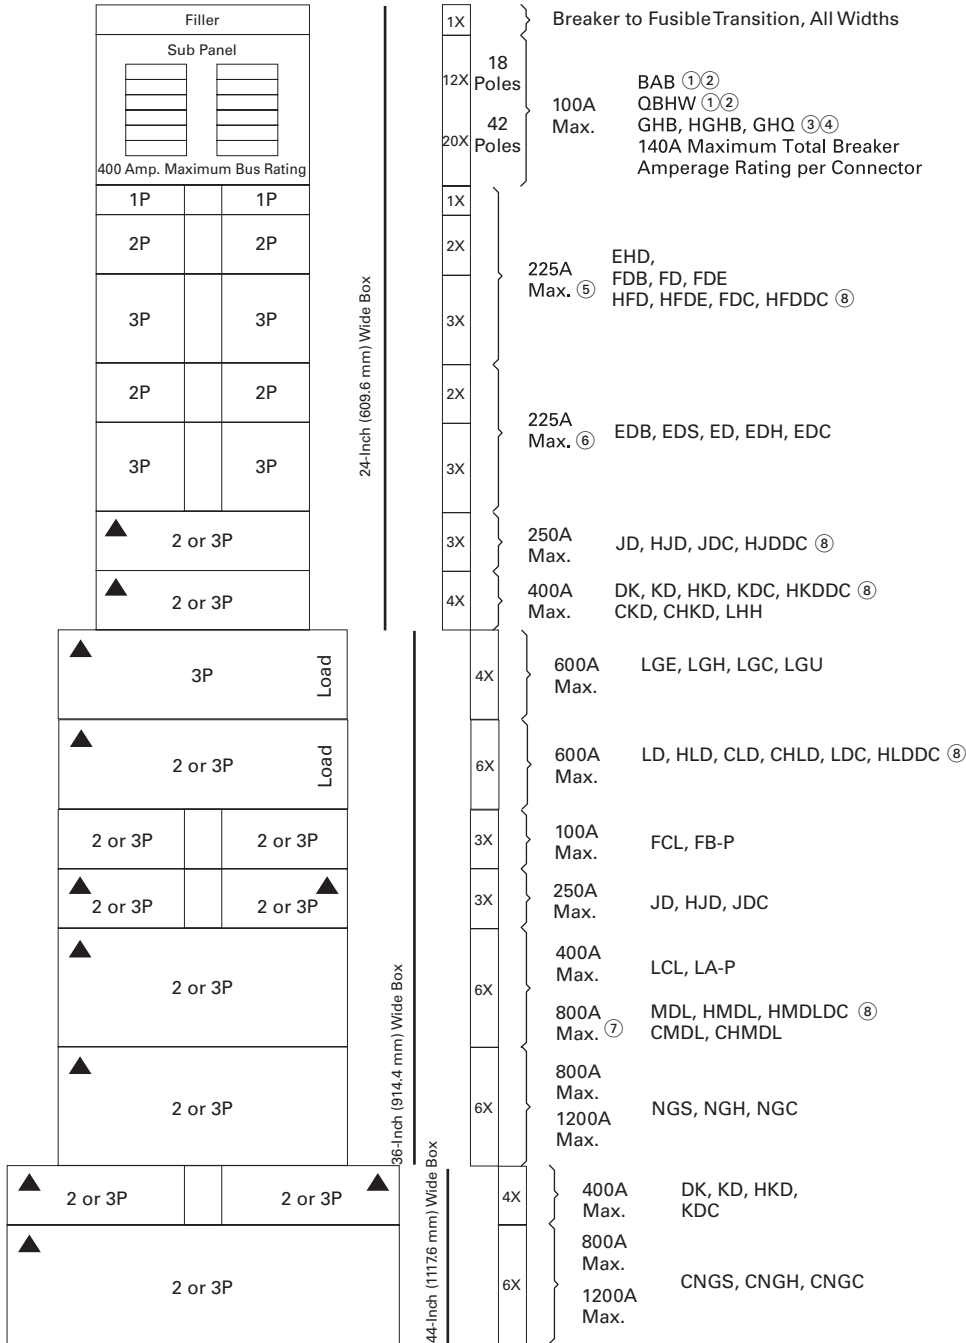 Filler
1X
Breaker to Fusible Transition, All Widths
Sub Panel
400 Amp. Maximum Bus Rating
12X
18
Poles
20X
42
Poles
100A
Max.
BAB ①②
QBHW ①②
GHB, HGHB, GHQ ③④
140A Maximum Total Breaker
Amperage Rating per Connector
1P
1P
1X
2P
2P
2X
3P
3P
3X
225A
Max. ⑤
EHD,
FDB, FD, FDE
HFD, HFDE, FDC, HFDDC ⑧
24-Inch (609.6 mm) Wide Box
2P
2P
2X
3P
3P
3X
225A
Max. ⑥
EDB, EDS, ED, EDH, EDC
2 or 3P
3X
250A
Max.
JD, HJD, JDC, HJDDC ⑧
2 or 3P
4X
400A
Max.
DK, KD, HKD, KDC, HKDDC ⑧
CKD, CHKD, LHH
3P
Load
4X
600A
Max.
LGE, LGH, LGC, LGU
2 or 3P
Load
6X
600A
Max.
LD, HLD, CLD, CHLD, LDC, HLDDC ⑧
2 or 3P
2 or 3P
3X
100A
Max.
FCL, FB-P
2 or 3P
2 or 3P
3X
250A
Max.
JD, HJD, JDC
2 or 3P
6X
400A
Max.
LCL, LA-P
800A
Max. ⑦
MDL, HMDL, HMDLDC ⑧
CMDL, CHMDL
36-Inch (914.4 mm) Wide Box
2 or 3P
6X
800A
Max.
1200A
Max.
NGS, NGH, NGC
2 or 3P
2 or 3P
4X
400A
Max.
DK, KD, HKD,
KDC
44-Inch (1117.6 mm) Wide Box
2 or 3P
6X
800A
Max.
1200A
Max.
CNGS, CNGH, CNGC